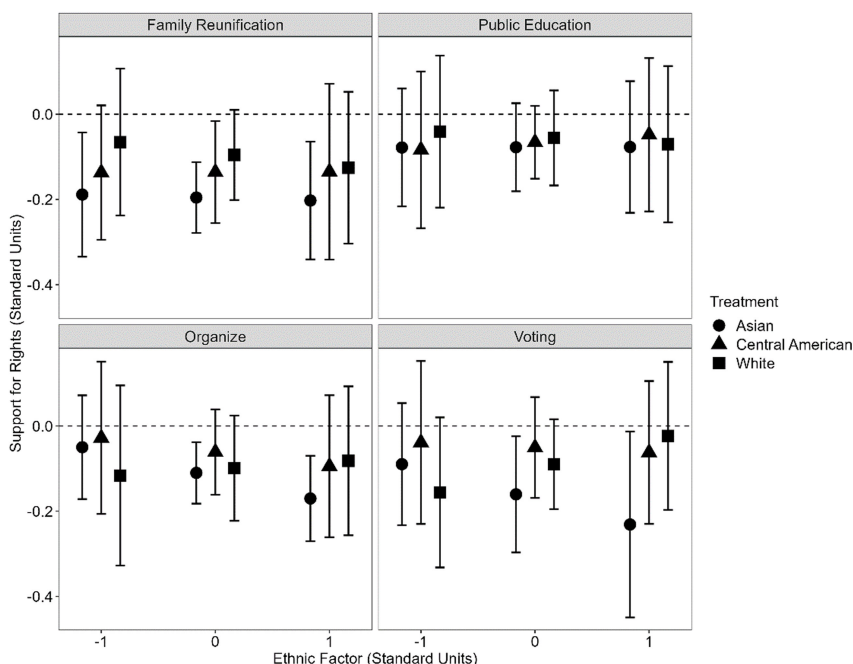 Family Reunification
Public Education
0.0
-0.2
-0.4
Organize
Voting
0.0
-0.2
-0.4
-1
0
1
-1
0
1
Support for Rights (Standard Units)
Ethnic Factor (Standard Units)
Treatment
Asian
Central American
White